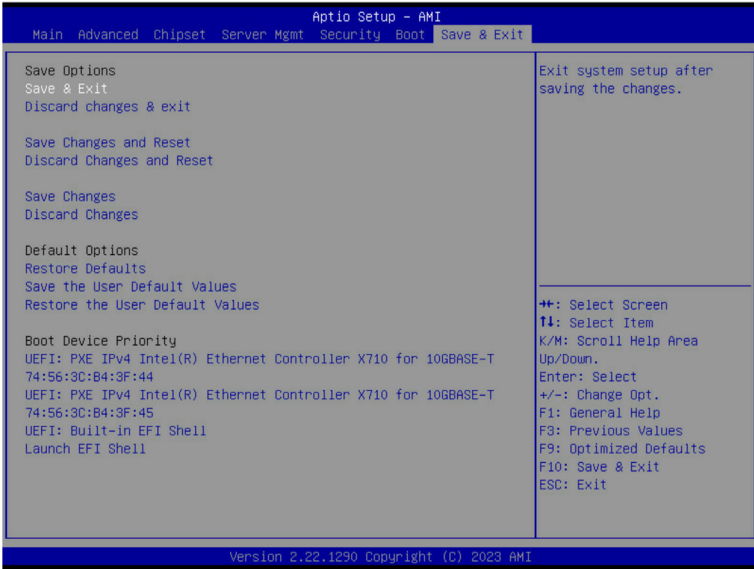 Aptio Setup – AMI
Main Advanced Chipset Server Mgmt Security Boot Save & Exit
Save Options
Save & Exit
Discard changes & exit
Save Changes and Reset
Discard Changes and Reset
Save Changes
Discard Changes
Default Options
Restore Defaults
Save the User Default Values
Restore the User Default Values
Boot Device Priority
UEFI: PXE IPv4 Intel(R) Ethernet Controller X710 for 10GBASE-T
74:56:3C:B4:3F:44
UEFI: PXE IPv4 Intel(R) Ethernet Controller X710 for 10GBASE-T
74:56:3C:B4:3F:45
UEFI: Built-in EFI Shell
Launch EFI Shell
Exit system setup after
saving the changes.
→←: Select Screen
↑↓: Select Item
K/M: Scroll Help Area
Up/Down.
Enter: Select
+/-: Change Opt.
F1: General Help
F3: Previous Values
F9: Optimized Defaults
F10: Save & Exit
ESC: Exit
Version 2.22.1290 Copyright (C) 2023 AMI